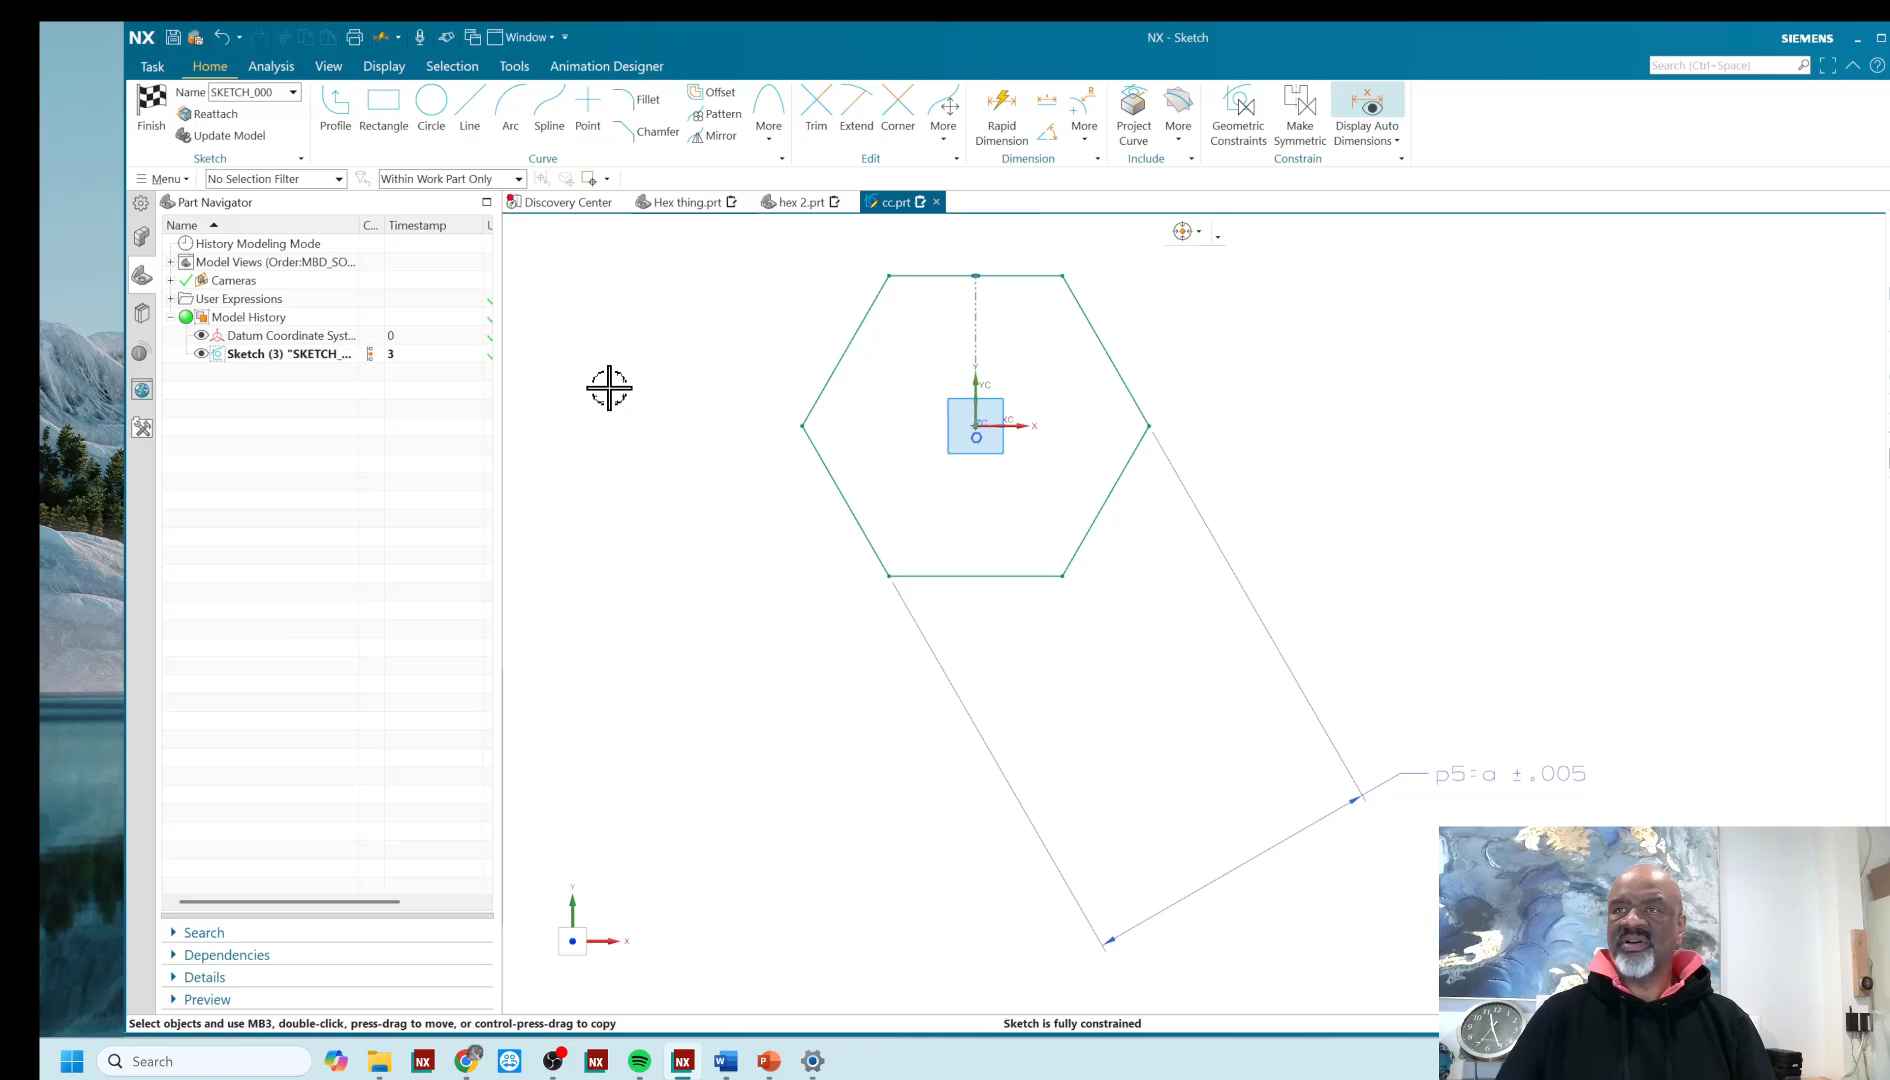 NX Window NX - Sketch SIEMENS
Task Home Analysis View Display Selection Tools Animation Designer Search (Ctrl+Space)
Finish
Name SKETCH_000
Reattach
Update Model
Sketch
Profile Rectangle Circle Line Arc Spline Point
Fillet
Chamfer
Offset
Pattern
Mirror
More
Curve
Trim Extend Corner More
Edit
Rapid Dimension More
Dimension
Project Curve More
Include
Geometric Constraints Make Symmetric Display Auto Dimensions
Constrain
Menu No Selection Filter Within Work Part Only
Part Navigator
Discovery Center Hex thing.prt hex 2.prt cc.prt
Name C... Timestamp U
History Modeling Mode
Model Views (Order:MBD_SO...
Cameras
User Expressions
Model History
Datum Coordinate Syst... 0
Sketch (3) "SKETCH_... 3
Y
YC
XC X
p5=a ±.005
Y
X
Search
Dependencies
Details
Preview
Select objects and use MB3, double-click, press-drag to move, or control-press-drag to copy Sketch is fully constrained
Search